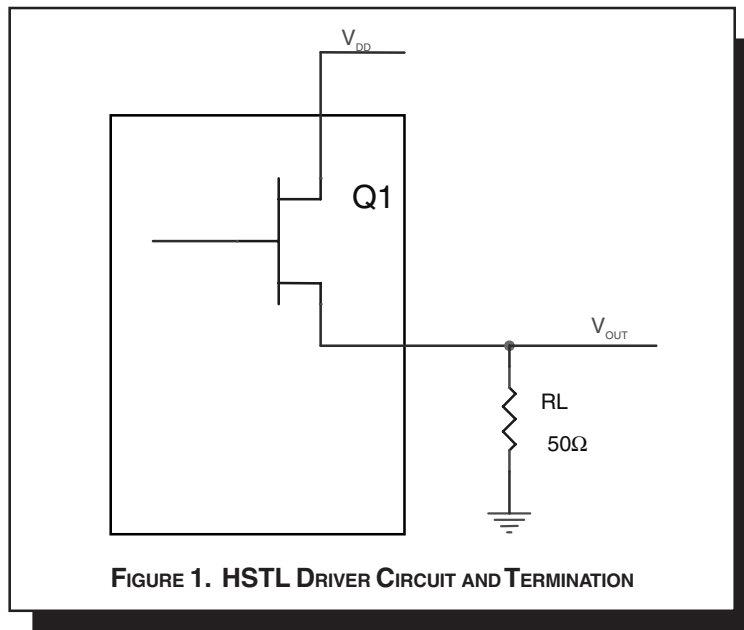 V_DD
Q1
V_OUT
RL
50Ω
FIGURE 1. HSTL DRIVER CIRCUIT AND TERMINATION